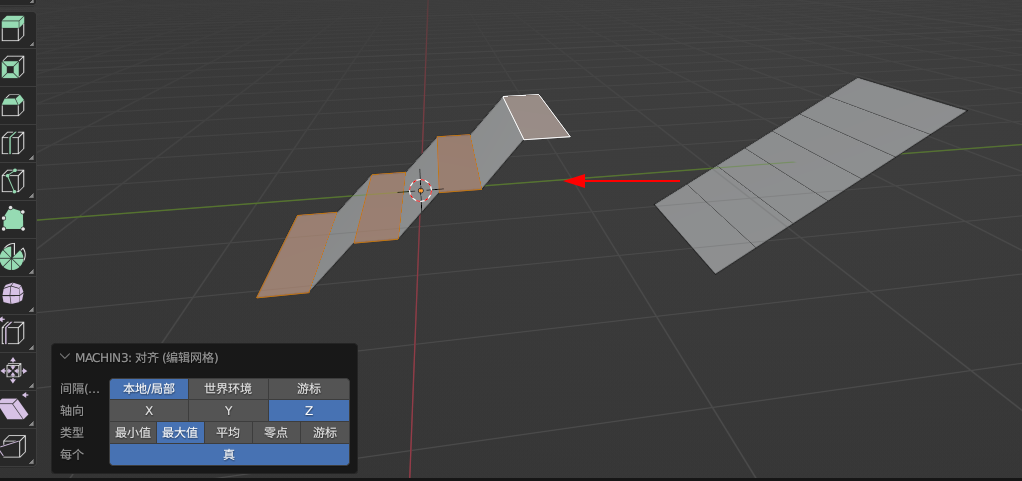 MACHIN3: 对齐 (编辑网格)
间隔(... 本地/局部 世界环境 游标
轴向 X Y Z
类型 最小值 最大值 平均 零点 游标
每个 真